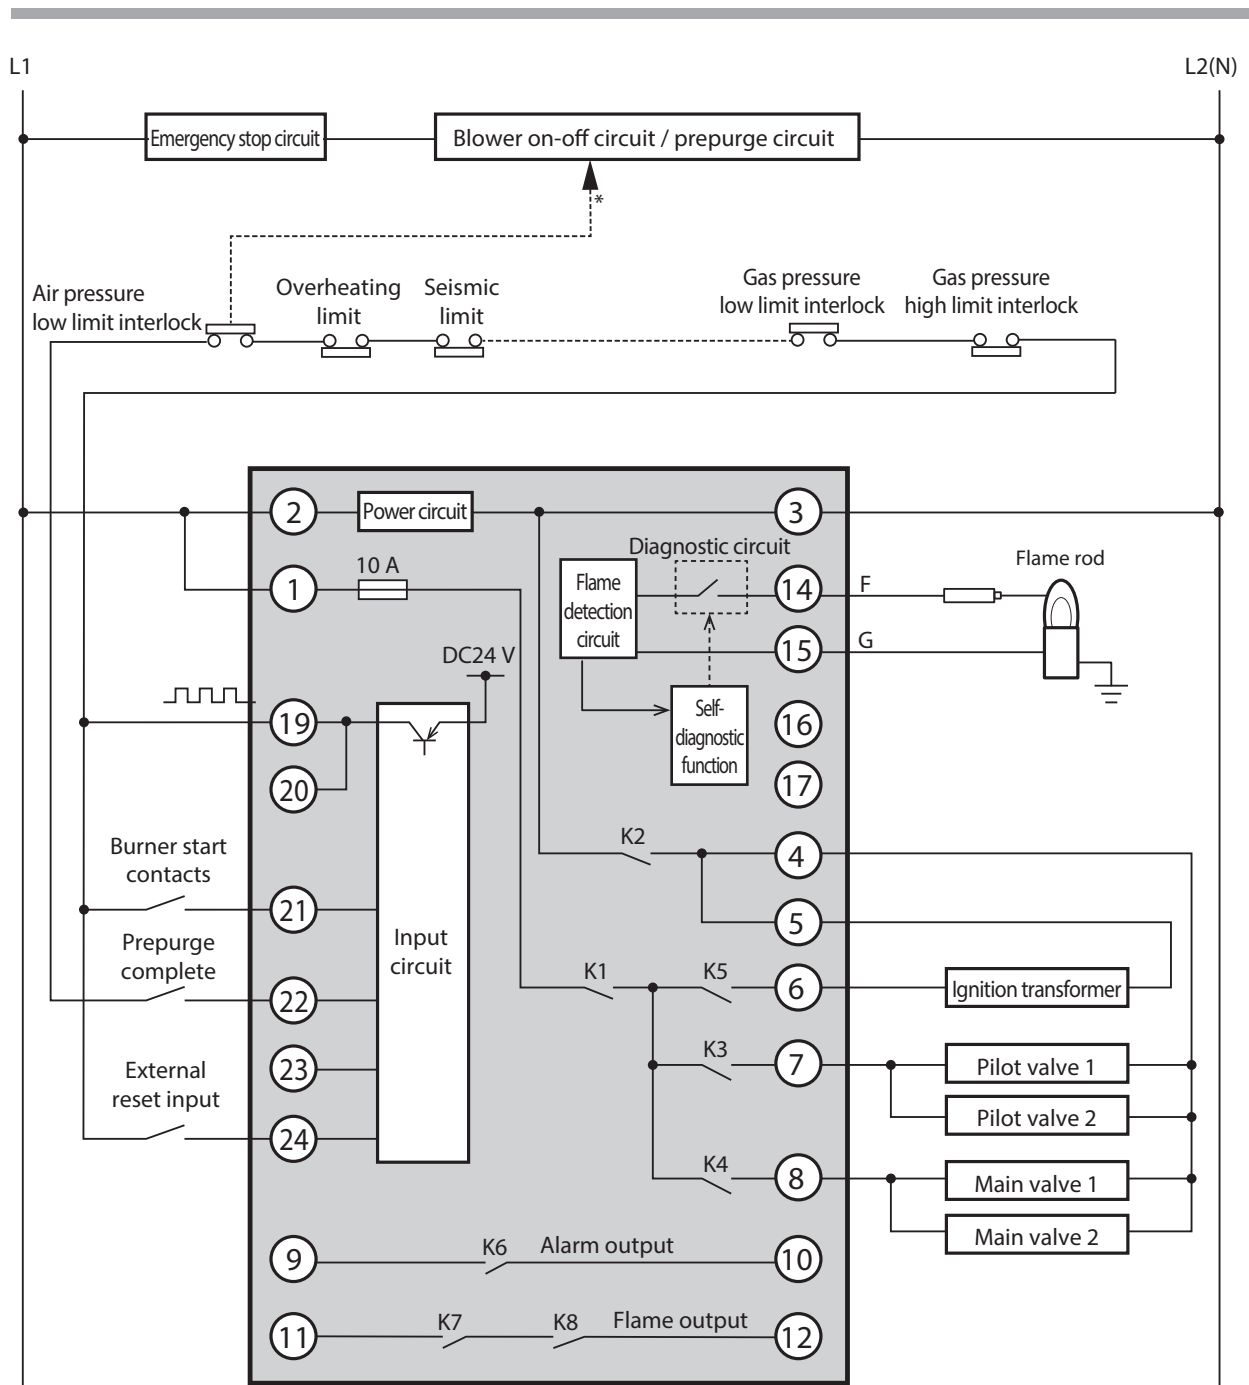 L1
L2(N)
Emergency stop circuit
Blower on-off circuit / prepurge circuit
*
Air pressure
low limit interlock
Overheating
limit
Seismic
limit
Gas pressure
low limit interlock
Gas pressure
high limit interlock
2
Power circuit
3
1
10 A
Diagnostic circuit
Flame
detection
circuit
14
F
Flame rod
15
G
DC24 V
Self-
diagnostic
function
19
16
20
17
K2
4
Burner start
contacts
21
5
Input
circuit
Prepurge
complete
22
K1
K5
6
Ignition transformer
23
K3
7
Pilot valve 1
Pilot valve 2
External
reset input
24
K4
8
Main valve 1
Main valve 2
9
K6
Alarm output
10
11
K7
K8
Flame output
12